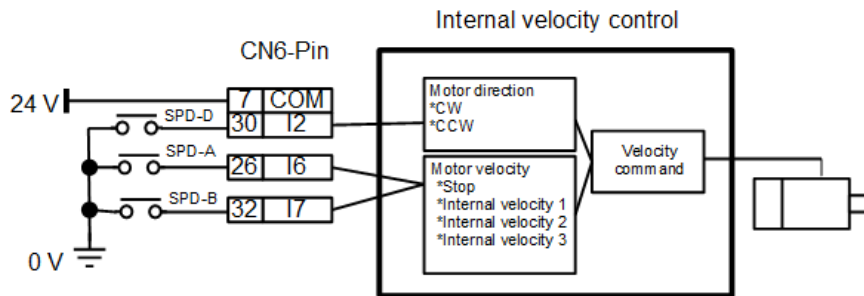 Internal velocity control
CN6-Pin
24 V
7 COM
SPD-D
30 I2
SPD-A
26 I6
SPD-B
32 I7
0 V
Motor direction
*CW
*CCW
Motor velocity
*Stop
*Internal velocity 1
*Internal velocity 2
*Internal velocity 3
Velocity
command